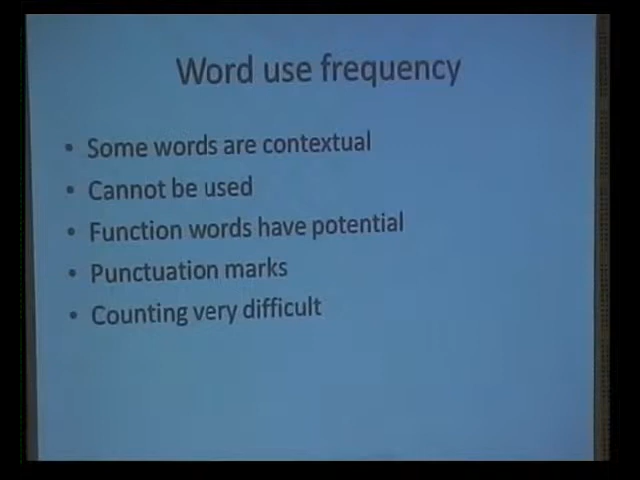 Word use frequency
• Some words are contextual
• Cannot be used
• Function words have potential
• Punctuation marks
• Counting very difficult